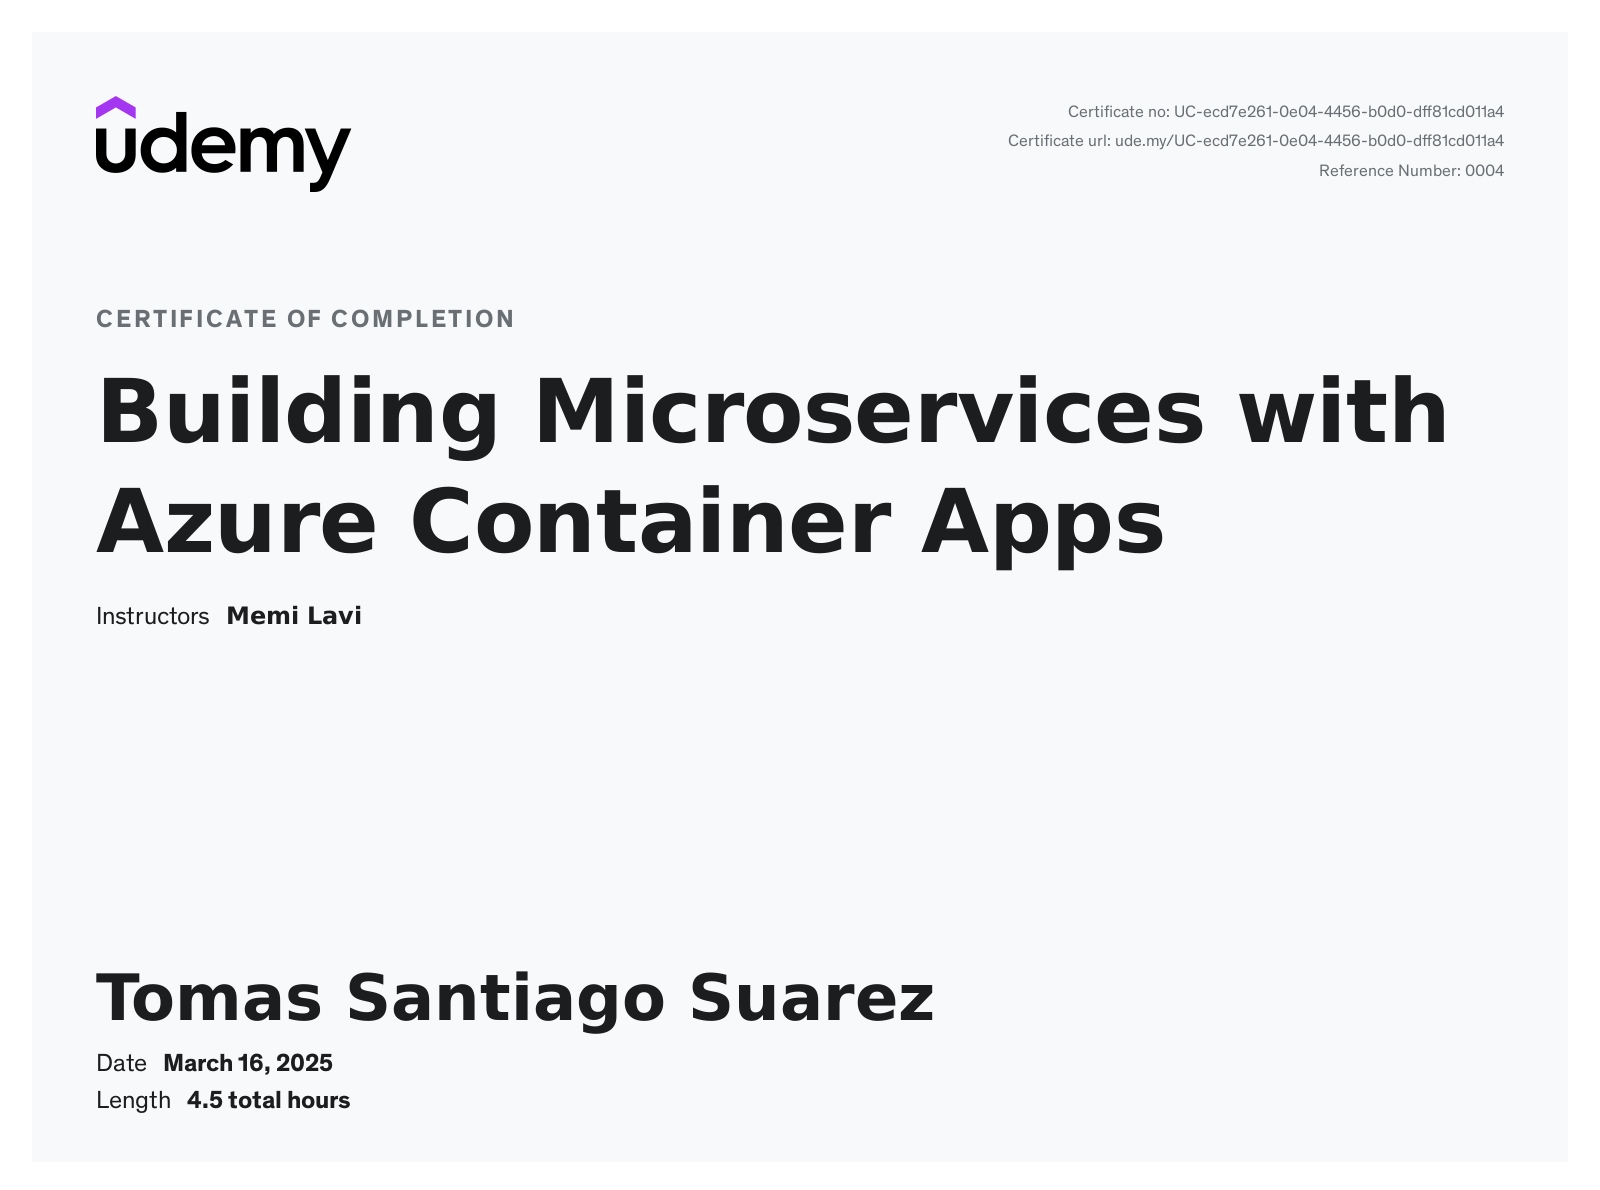 udemy
Certificate no: UC-ecd7e261-0e04-4456-b0d0-dff81cd011a4
Certificate url: ude.my/UC-ecd7e261-0e04-4456-b0d0-dff81cd011a4
Reference Number: 0004
CERTIFICATE OF COMPLETION
Building Microservices with
Azure Container Apps
Instructors Memi Lavi
Tomas Santiago Suarez
Date March 16, 2025
Length 4.5 total hours